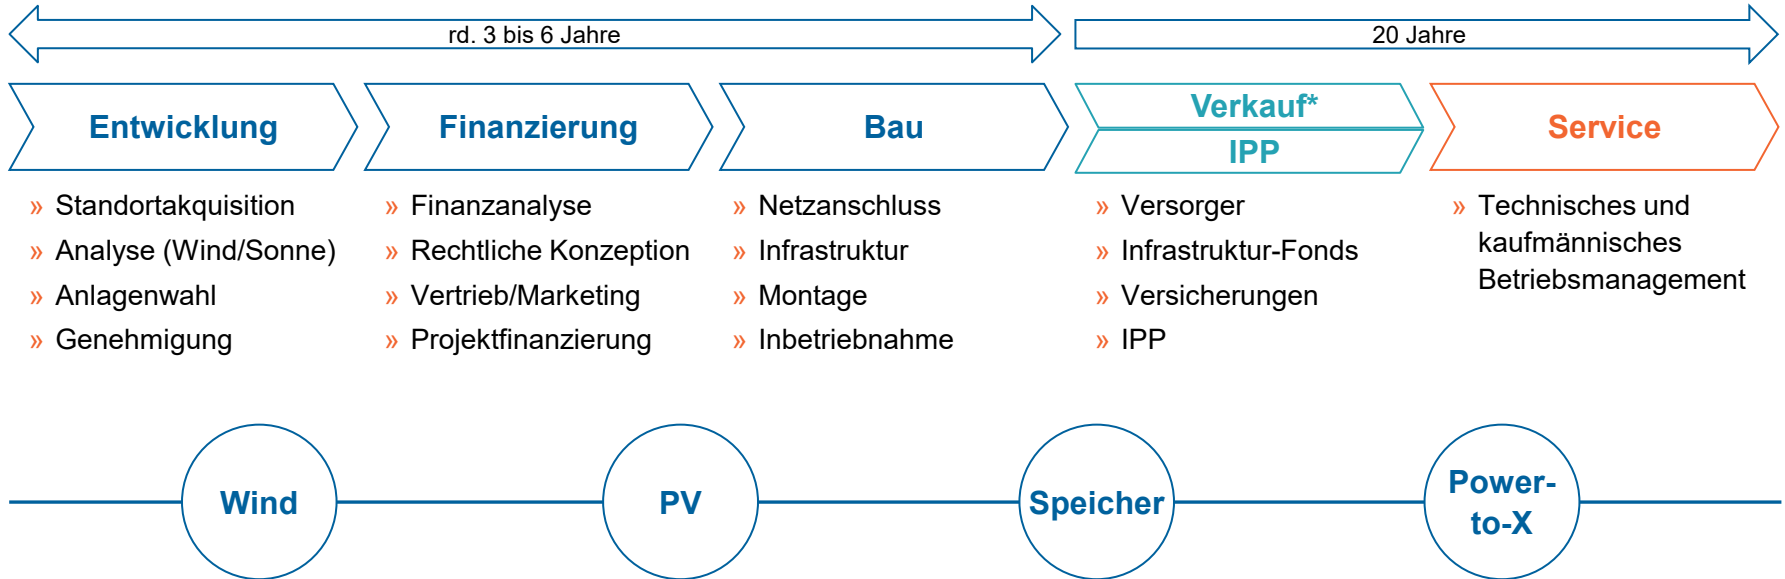 rd. 3 bis 6 Jahre
20 Jahre
Entwicklung
Finanzierung
Bau
Verkauf*
IPP
Service
» Standortakquisition
» Analyse (Wind/Sonne)
» Anlagenwahl
» Genehmigung
» Finanzanalyse
» Rechtliche Konzeption
» Vertrieb/Marketing
» Projektfinanzierung
» Netzanschluss
» Infrastruktur
» Montage
» Inbetriebnahme
» Versorger
» Infrastruktur-Fonds
» Versicherungen
» IPP
» Technisches und
kaufmännisches
Betriebsmanagement
Wind
PV
Speicher
Power-
to-X